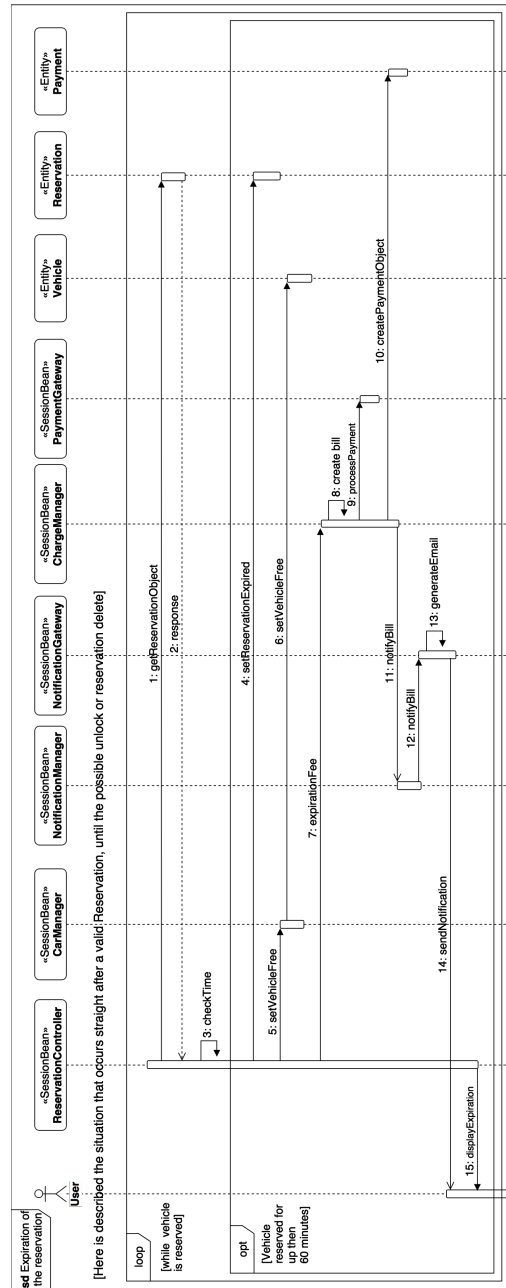 sd Expiration of
the reservation
User
«SessionBean»
ReservationController
«SessionBean»
CarManager
«SessionBean»
NotificationManager
«SessionBean»
NotificationGateway
«SessionBean»
ChargeManager
«SessionBean»
PaymentGateway
«Entity»
Vehicle
«Entity»
Reservation
«Entity»
Payment
[Here is described the situation that occurs straight after a valid Reservation, until the possible unlock or reservation delete]
loop
[while vehicle
is reserved]
1: getReservationObject
2: response
3: checkTime
opt
[Vehicle
reserved for
up then
60 minutes]
4: setReservationExpired
5: setVehicleFree
6: setVehicleFree
7: expirationFee
8: create bill
9: processPayment
10: createPaymentObject
11: notifyBill
12: notifyBill
13: generateEmail
14: sendNotification
15: displayExpiration